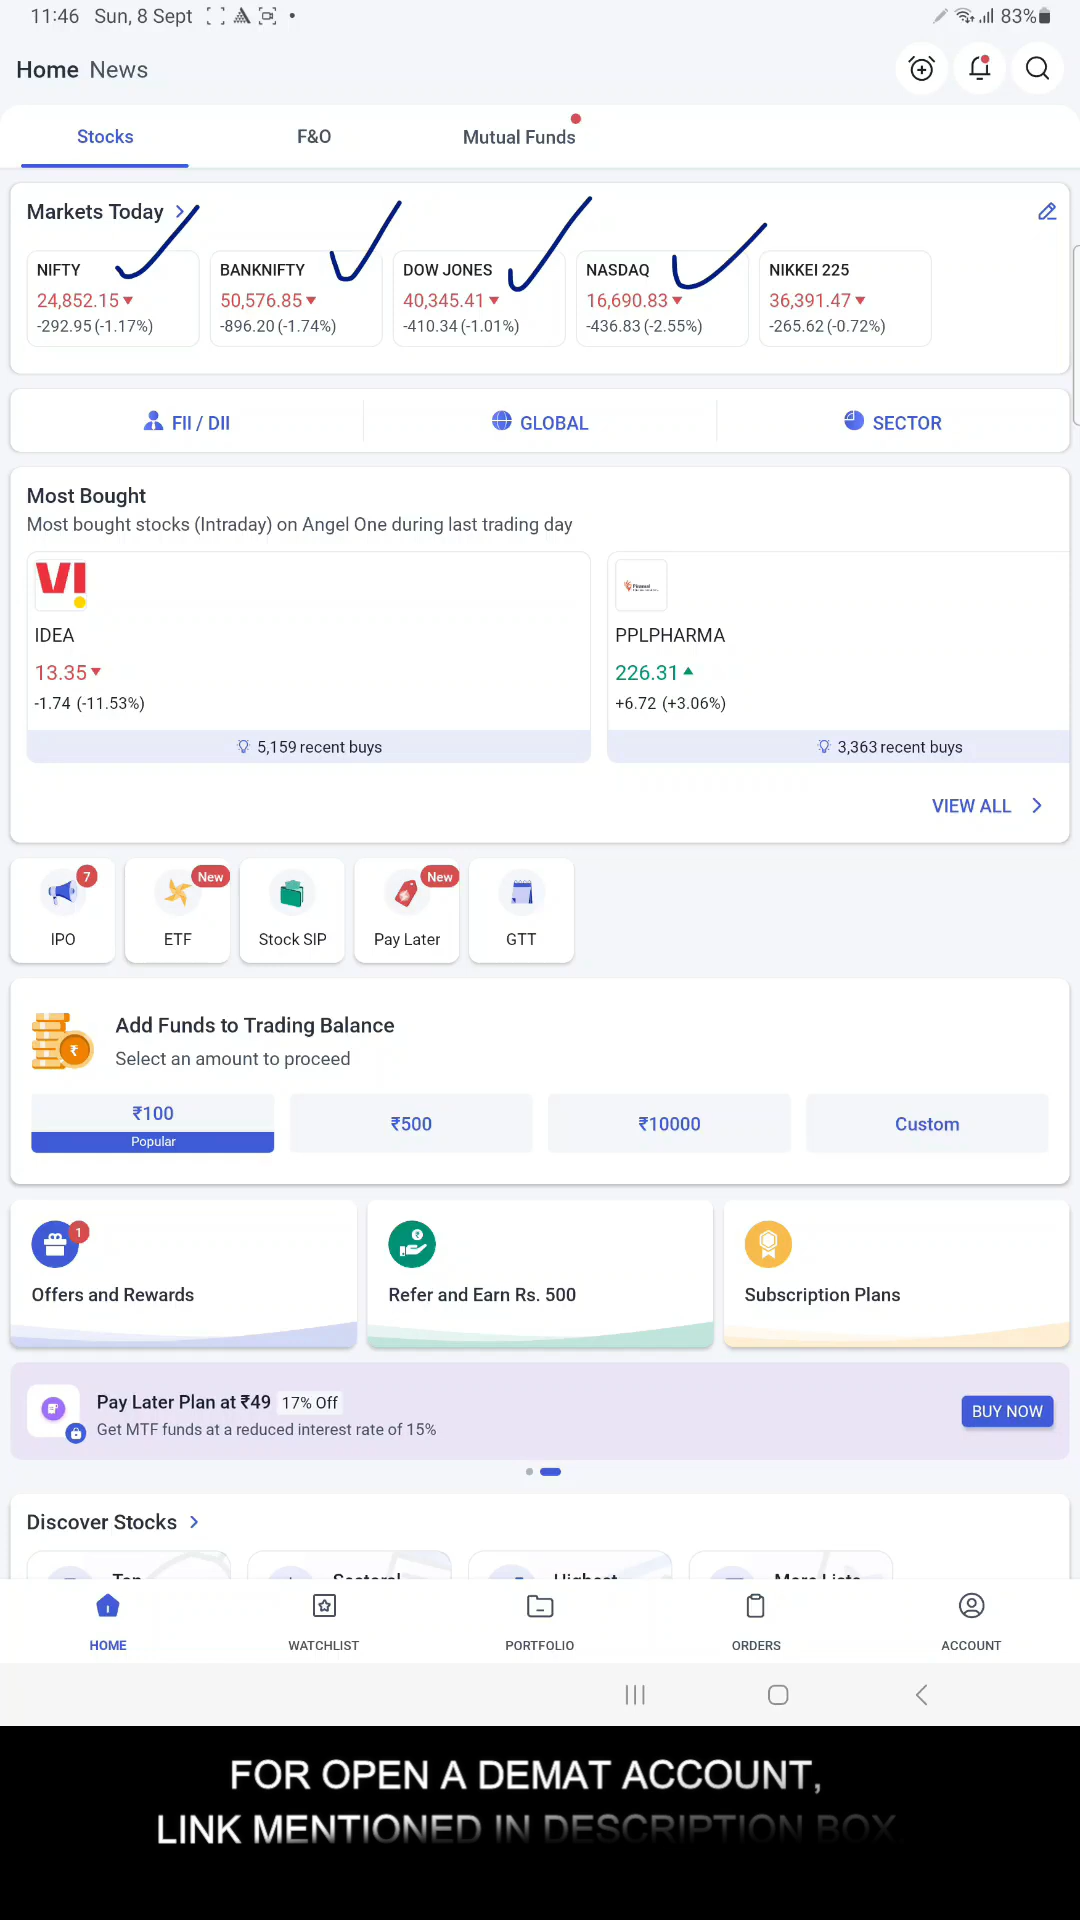 11:46 Sun, 8 Sept 83%
Home News
Stocks F&O Mutual Funds
Markets Today
NIFTY BANKNIFTY DOW JONES NASDAQ NIKKEI 225
24,852.15 50,576.85 40,345.41 16,690.83 36,391.47
-292.95 (-1.17%) -896.20 (-1.74%) -410.34 (-1.01%) -436.83 (-2.55%) -265.62 (-0.72%)
FII / DII GLOBAL SECTOR
Most Bought
Most bought stocks (Intraday) on Angel One during last trading day
VI
IDEA PPLPHARMA
13.35 226.31
-1.74 (-11.53%) +6.72 (+3.06%)
5,159 recent buys 3,363 recent buys
VIEW ALL
7 New New
IPO ETF Stock SIP Pay Later GTT
Add Funds to Trading Balance
Select an amount to proceed
₹100 ₹500 ₹10000 Custom
Popular
1
Offers and Rewards Refer and Earn Rs. 500 Subscription Plans
Pay Later Plan at ₹49 17% Off
Get MTF funds at a reduced interest rate of 15%
BUY NOW
Discover Stocks
HOME WATCHLIST PORTFOLIO ORDERS ACCOUNT
FOR OPEN A DEMAT ACCOUNT,
LINK MENTIONED IN DESCRIPTION BOX